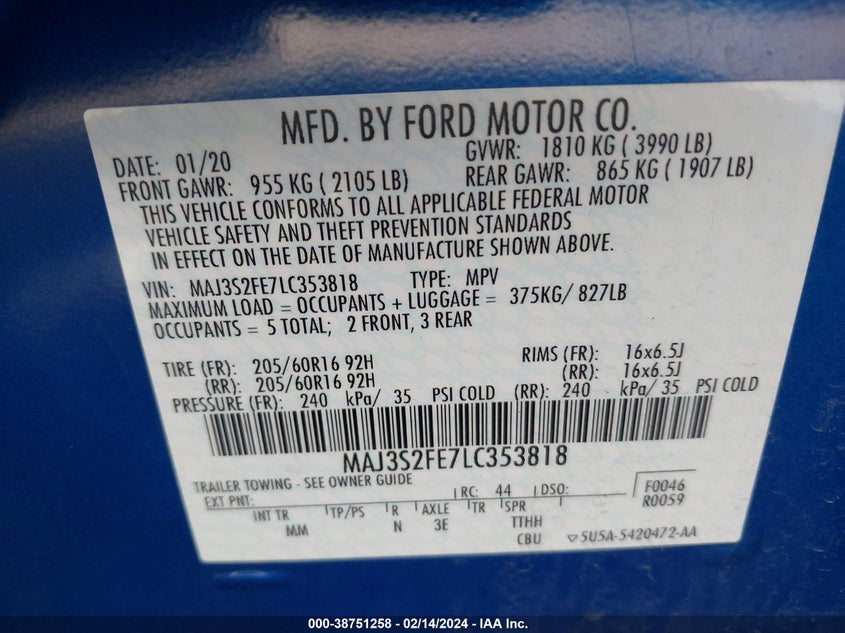 MFD. BY FORD MOTOR CO.
DATE: 01/20 GVWR: 1810 KG ( 3990 LB)
FRONT GAWR: 955 KG ( 2105 LB) REAR GAWR: 865 KG ( 1907 LB)
THIS VEHICLE CONFORMS TO ALL APPLICABLE FEDERAL MOTOR
VEHICLE SAFETY AND THEFT PREVENTION STANDARDS
IN EFFECT ON THE DATE OF MANUFACTURE SHOWN ABOVE.
VIN: MAJ3S2FE7LC353818 TYPE: MPV
MAXIMUM LOAD = OCCUPANTS + LUGGAGE = 375KG/ 827LB
OCCUPANTS = 5 TOTAL; 2 FRONT, 3 REAR
TIRE (FR): 205/60R16 92H RIMS (FR): 16x6.5J
(RR): 205/60R16 92H (RR): 16x6.5J
PRESSURE (FR): 240 kPa/ 35 PSI COLD (RR): 240 kPa/ 35 PSI COLD
MAJ3S2FE7LC353818
TRAILER TOWING - SEE OWNER GUIDE
EXT PNT: RC: 44 DSO: F0046
R0059
INT TR TP/PS R AXLE TR SPR
MM N 3E TTHH
CBU ▽5U5A-5420472-AA
000-38751258 - 02/14/2024 - IAA Inc.